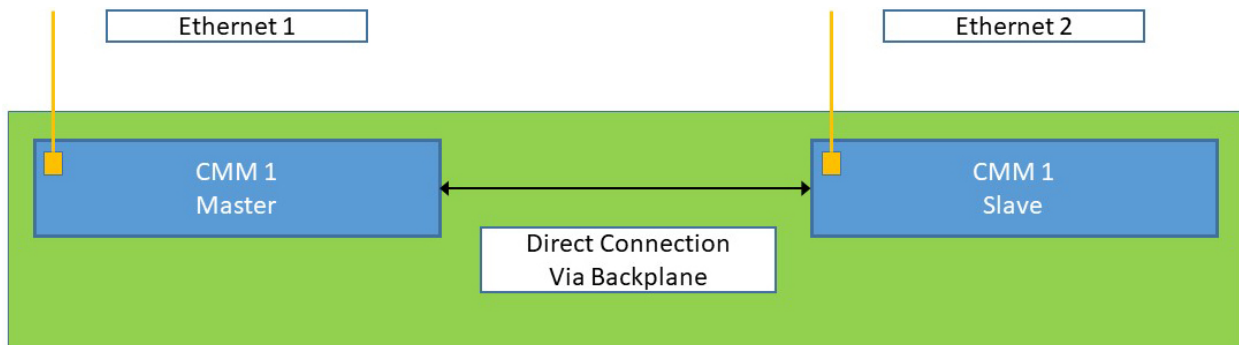 Ethernet 1
Ethernet 2
CMM 1
Master
CMM 1
Slave
Direct Connection
Via Backplane